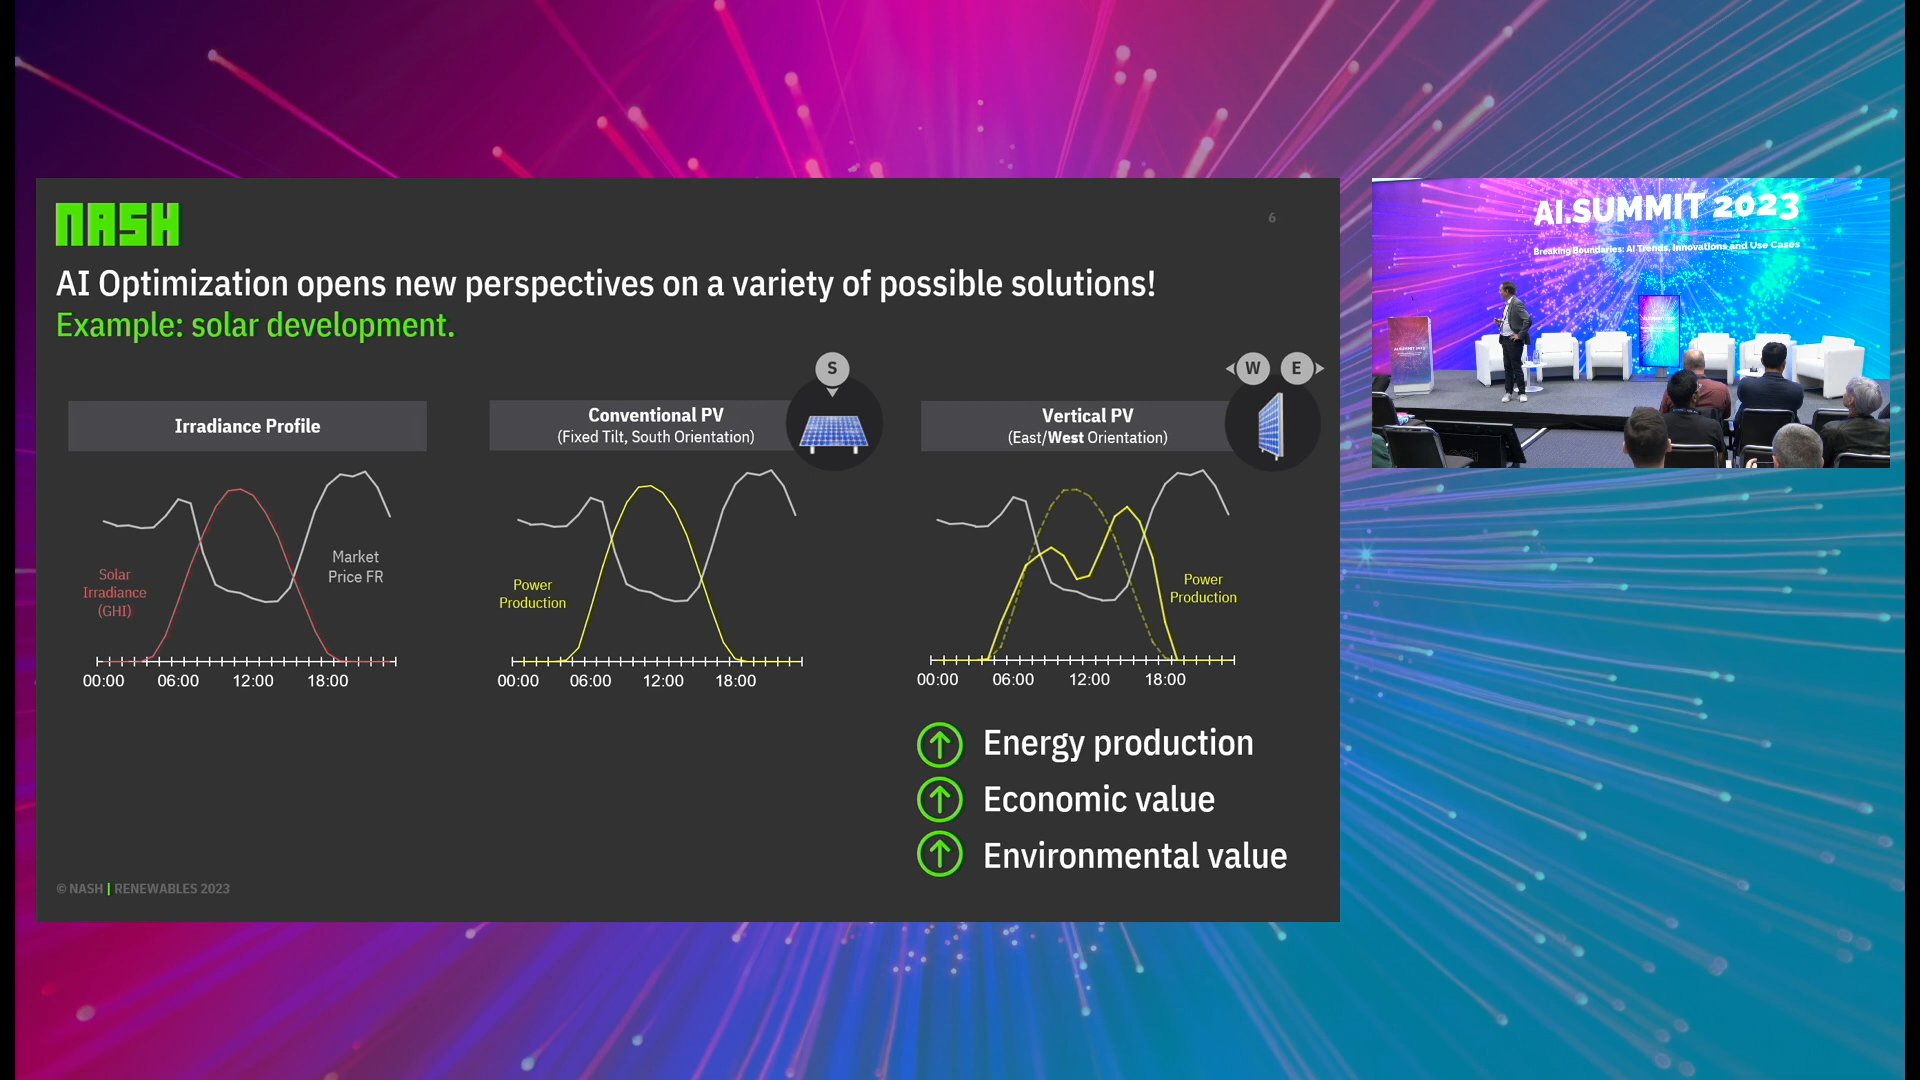 NASH
6
AI Optimization opens new perspectives on a variety of possible solutions!
Example: solar development.
Irradiance Profile
Solar
Irradiance
(GHI)
Market
Price FR
00:00 06:00 12:00 18:00
S
Conventional PV
(Fixed Tilt, South Orientation)
Power
Production
00:00 06:00 12:00 18:00
W E
Vertical PV
(East/West Orientation)
Power
Production
00:00 06:00 12:00 18:00
Energy production
Economic value
Environmental value
© NASH | RENEWABLES 2023
AI.SUMMIT 2023
Breaking Boundaries: AI Trends, Innovations and Use Cases
AI.SUMMIT 2023